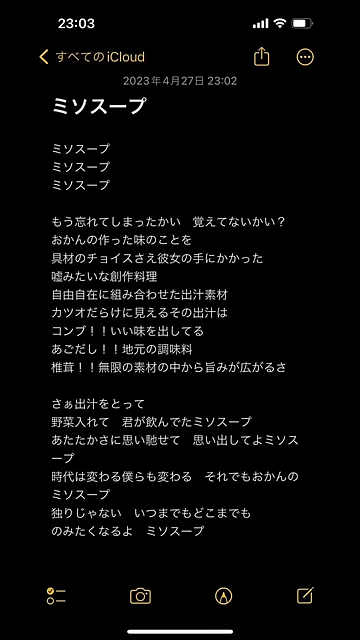 23:03
すべてのiCloud
2023年4月27日 23:02
ミソスープ
ミソスープ
ミソスープ
ミソスープ
もう忘れてしまったかい　覚えてないかい？
おかんの作った味のことを
具材のチョイスさえ彼女の手にかかった
嘘みたいな創作料理
自由自在に組み合わせた出汁素材
カツオだらけに見えるその出汁は
コンブ！！いい味を出してる
あごだし！！地元の調味料
椎茸！！無限の素材の中から旨みが広がるさ
さぁ出汁をとって
野菜入れて　君が飲んでたミソスープ
あたたかさに思い馳せて　思い出してよミソス
ープ
時代は変わる僕らも変わる　それでもおかんの
ミソスープ
独りじゃない　いつまでもどこまでも
のみたくなるよ　ミソスープ